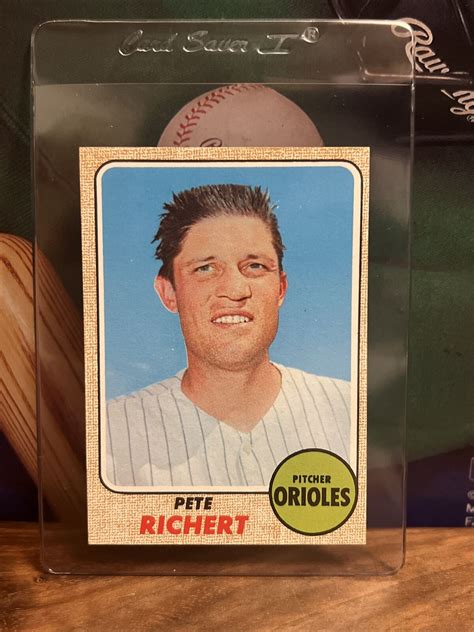 Card Saver I®
PETE
RICHERT
PITCHER
ORIOLES